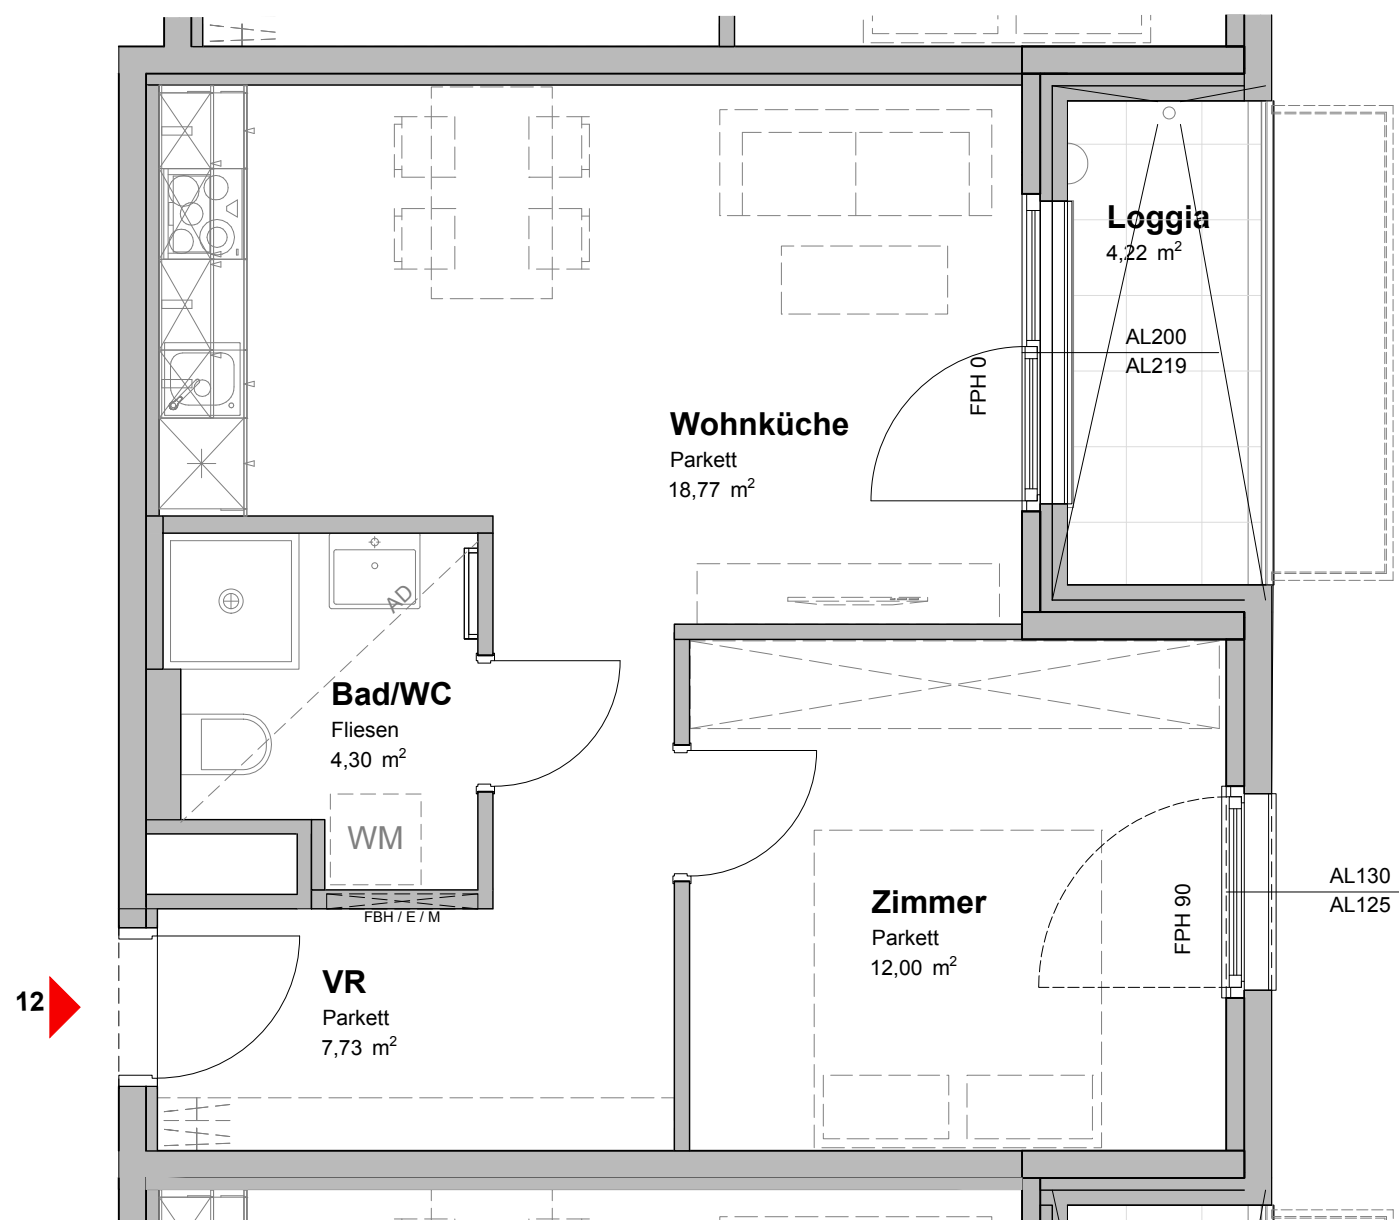 Loggia
4,22 m²
AL200
AL219
FPH 0
Wohnküche
Parkett
18,77 m²
AD
Bad/WC
Fliesen
4,30 m²
WM
FBH / E / M
Zimmer
Parkett
12,00 m²
FPH 90
AL130
AL125
VR
Parkett
7,73 m²
12